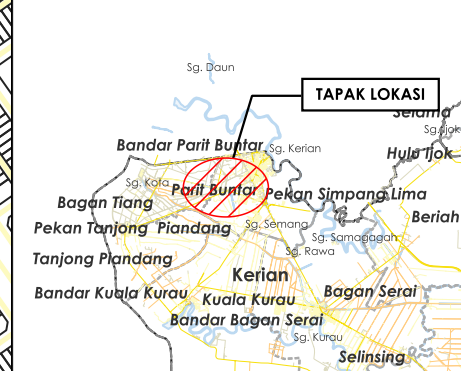 Sg. Daun
TAPAK LOKASI
Selama
Sg. Ijok
Bandar Parit Buntar
Sg. Kerian
Hulu Ijok
Sg. Kota
Parit Buntar
Pekan Simpang Lima
Bagan Tiang
Beriah
Pekan Tanjong Piandang
Sg. Semang
Sg. Samagagah
Sg. Rawa
Tanjong Piandang
Kerian
Bandar Kuala Kurau
Kuala Kurau
Bagan Serai
Bandar Bagan Serai
Sg. Kurau
Selinsing